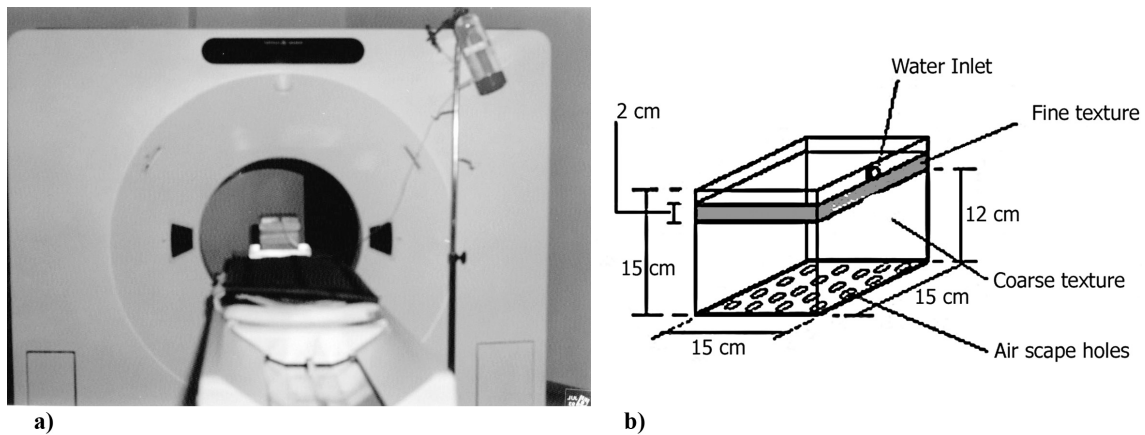 Water Inlet
2 cm
Fine texture
12 cm
15 cm
Coarse texture
15 cm
15 cm
Air scape holes
JUL
a)
b)